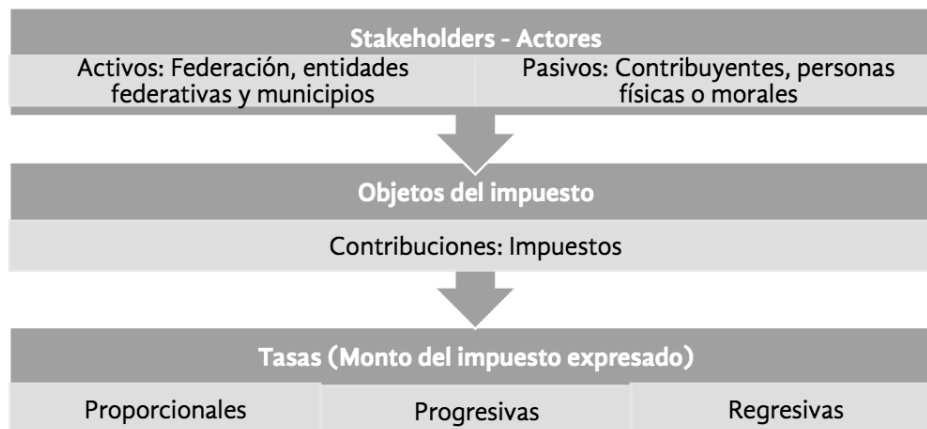 Stakeholders - Actores
Activos: Federación, entidades
federativas y municipios
Pasivos: Contribuyentes, personas
físicas o morales
Objetos del impuesto
Contribuciones: Impuestos
Tasas (Monto del impuesto expresado)
Proporcionales
Progresivas
Regresivas